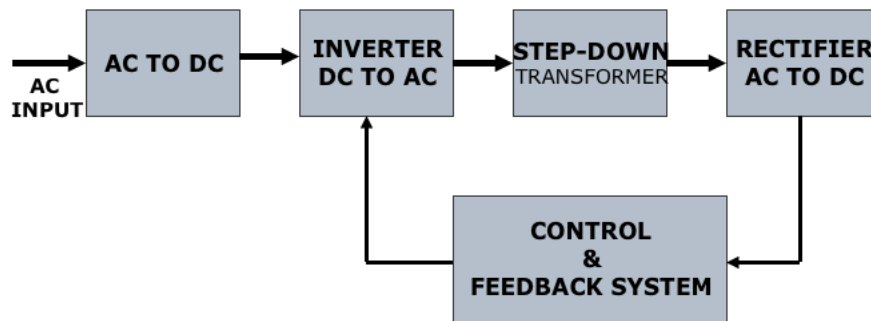 AC TO DC
AC
INPUT
INVERTER
DC TO AC
STEP-DOWN
TRANSFORMER
RECTIFIER
AC TO DC
CONTROL
&
FEEDBACK SYSTEM